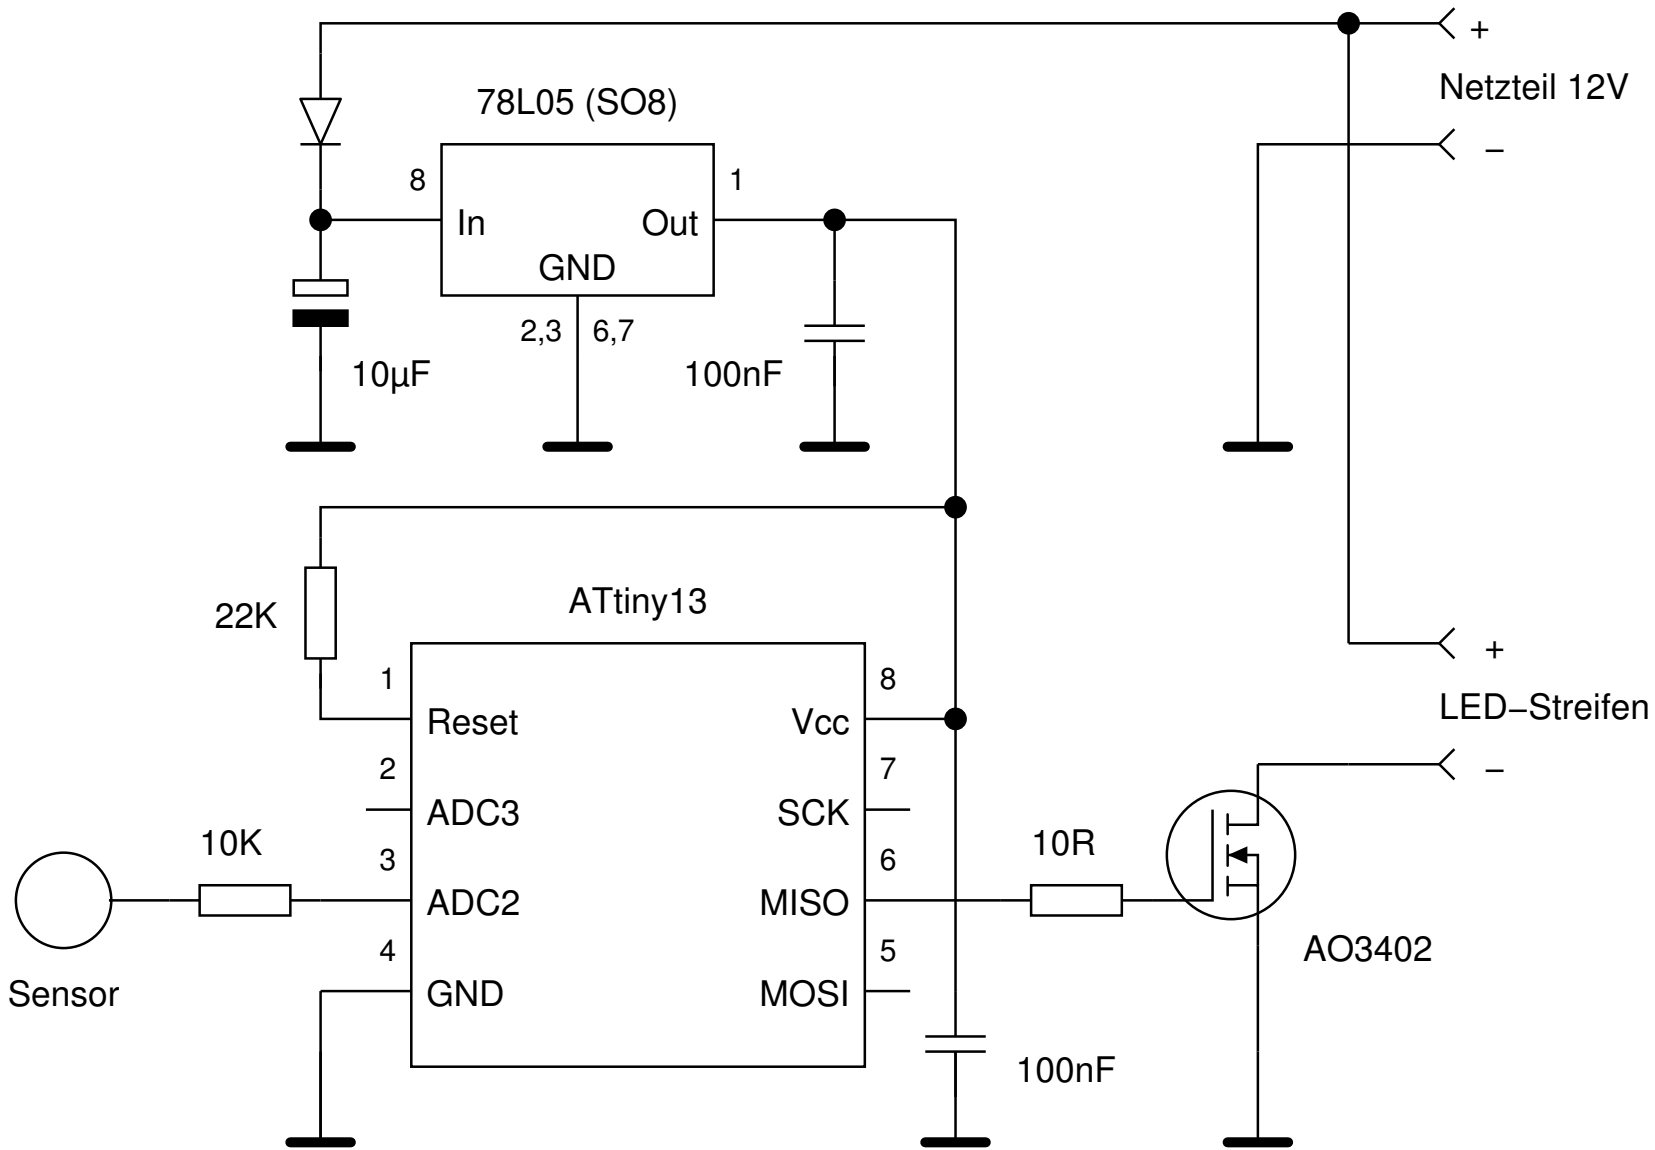 +
Netzteil 12V
−
78L05 (SO8)
8
1
In
Out
GND
2,3
6,7
10µF
100nF
22K
ATtiny13
1
8
Reset
Vcc
2
7
ADC3
SCK
10K
3
6
10R
ADC2
MISO
4
5
GND
MOSI
Sensor
+
LED−Streifen
−
AO3402
100nF